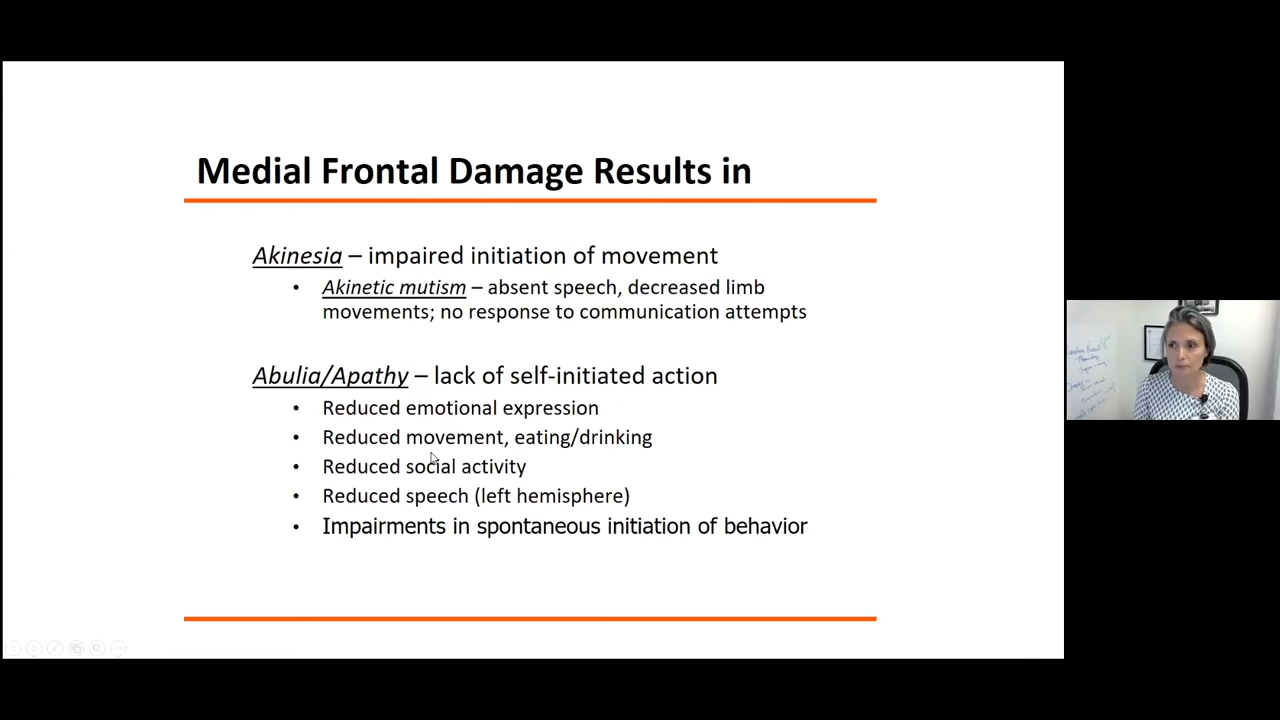 Medial Frontal Damage Results in
Akinesia – impaired initiation of movement
• Akinetic mutism – absent speech, decreased limb
movements; no response to communication attempts
Abulia/Apathy – lack of self-initiated action
• Reduced emotional expression
• Reduced movement, eating/drinking
• Reduced social activity
• Reduced speech (left hemisphere)
• Impairments in spontaneous initiation of behavior